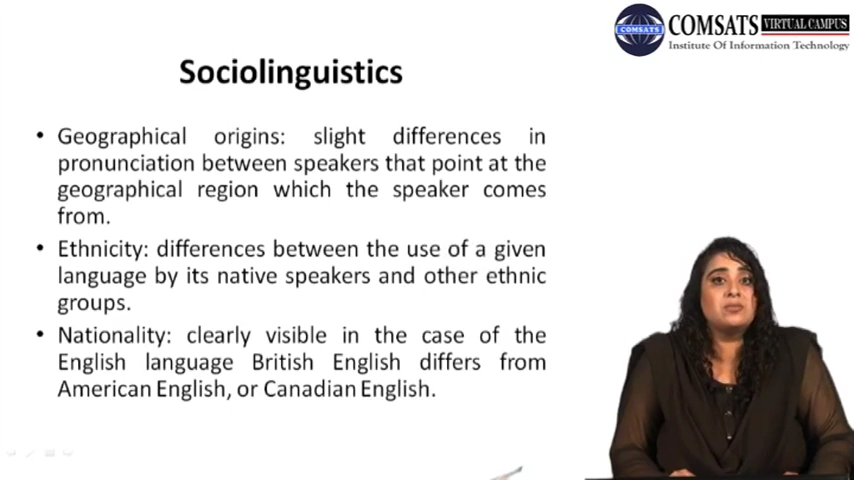 COMSATS VIRTUAL CAMPUS
Institute Of Information Technology
COMSATS
Sociolinguistics
• Geographical origins: slight differences in
pronunciation between speakers that point at the
geographical region which the speaker comes
from.
• Ethnicity: differences between the use of a given
language by its native speakers and other ethnic
groups.
• Nationality: clearly visible in the case of the
English language British English differs from
American English, or Canadian English.